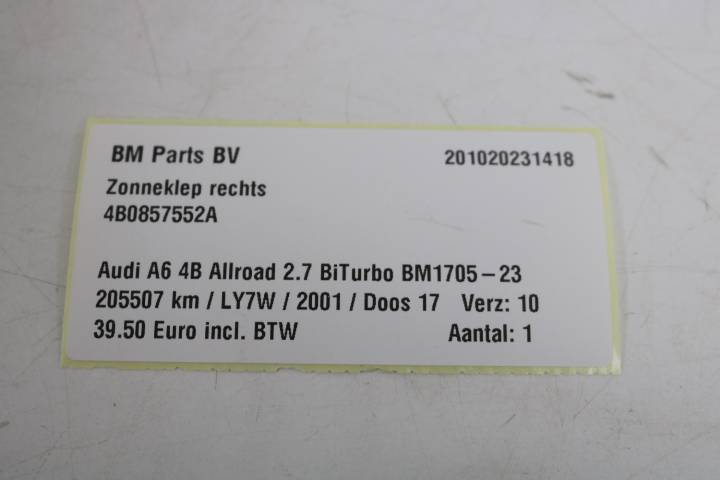 BM Parts BV 201020231418
Zonneklep rechts
4B0857552A
Audi A6 4B Allroad 2.7 BiTurbo BM1705-23
205507 km / LY7W / 2001 / Doos 17 Verz: 10
39.50 Euro incl. BTW Aantal: 1